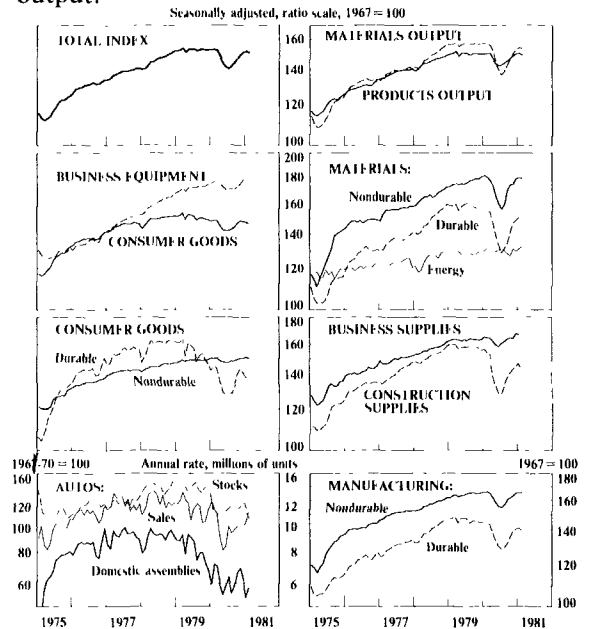 output.
Seasonally adjusted, ratio scale, 1967=100
TOTAL INDEX
160
140
120
100
MATERIALS OUTPUT
PRODUCTS OUTPUT
BUSINESS EQUIPMENT
CONSUMER GOODS
200
180
160
140
120
100
MATERIALS:
Nondurable
Durable
Energy
CONSUMER GOODS
Durable
Nondurable
180
160
140
120
100
BUSINESS SUPPLIES
CONSTRUCTION
SUPPLIES
1967-70=100
Annual rate, millions of units
1967=100
160
120
100
80
60
AUTOS:
Stocks
Sales
Domestic assemblies
16
12
10
8
6
MANUFACTURING:
Nondurable
Durable
180
160
140
120
100
1975
1977
1979
1981
1975
1977
1979
1981